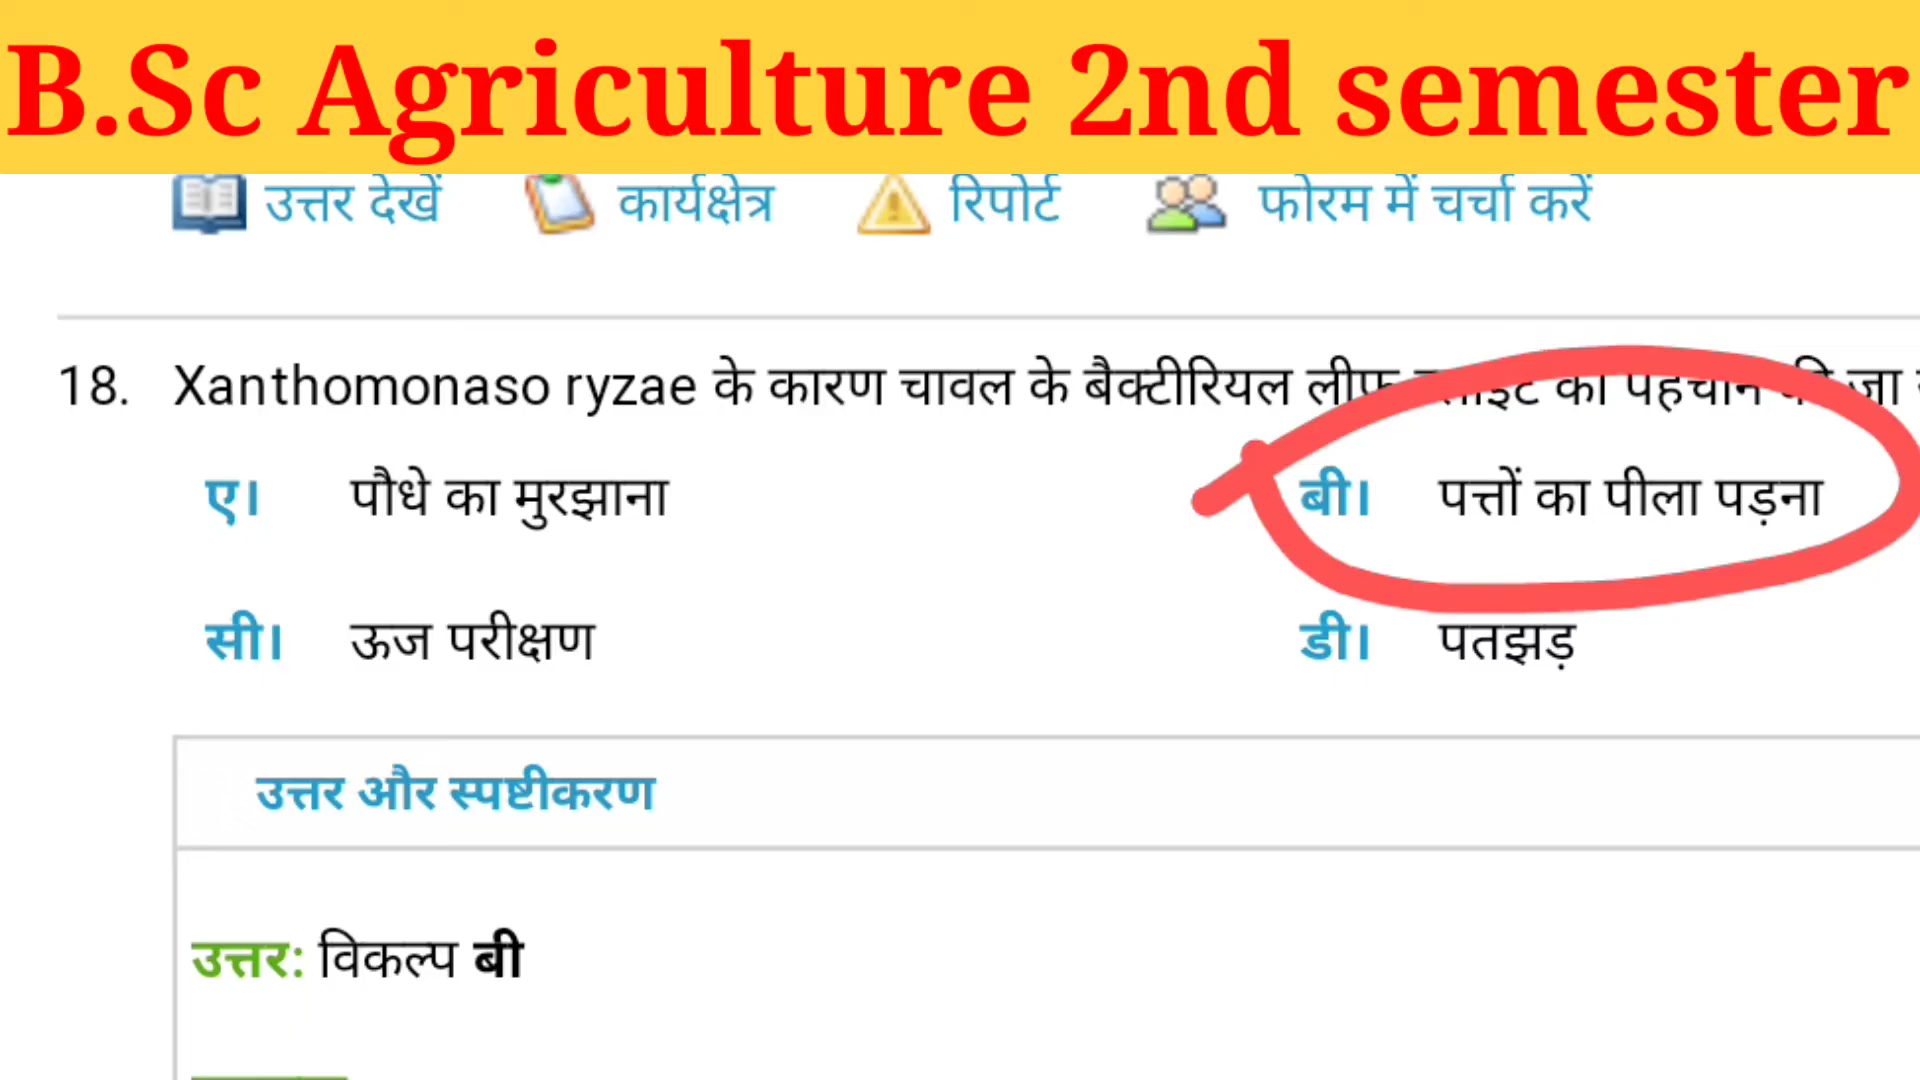 B.Sc Agriculture 2nd semester
उत्तर देखें कार्यक्षेत्र रिपोर्ट फोरम में चर्चा करें
18. Xanthomonaso ryzae के कारण चावल के बैक्टीरियल लीफ का पहचान जा
ए। पौधे का मुरझाना बी। पत्तों का पीला पड़ना
सी। ऊज परीक्षण डी। पतझड़
उत्तर और स्पष्टीकरण
उत्तर: विकल्प बी